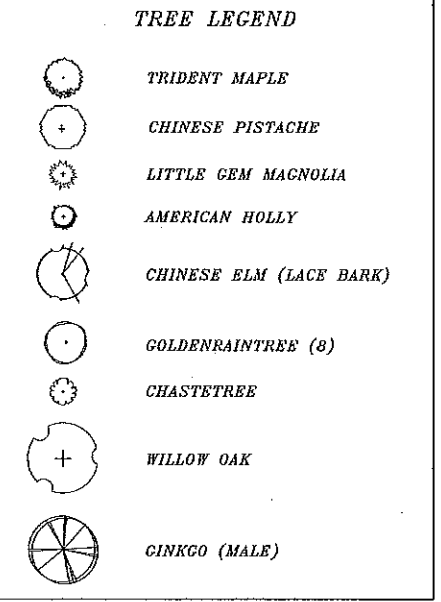 TREE LEGEND
TRIDENT MAPLE
CHINESE PISTACHE
LITTLE GEM MAGNOLIA
AMERICAN HOLLY
CHINESE ELM (LACE BARK)
GOLDENRAINTREE (8)
CHASTETREE
WILLOW OAK
GINKGO (MALE)